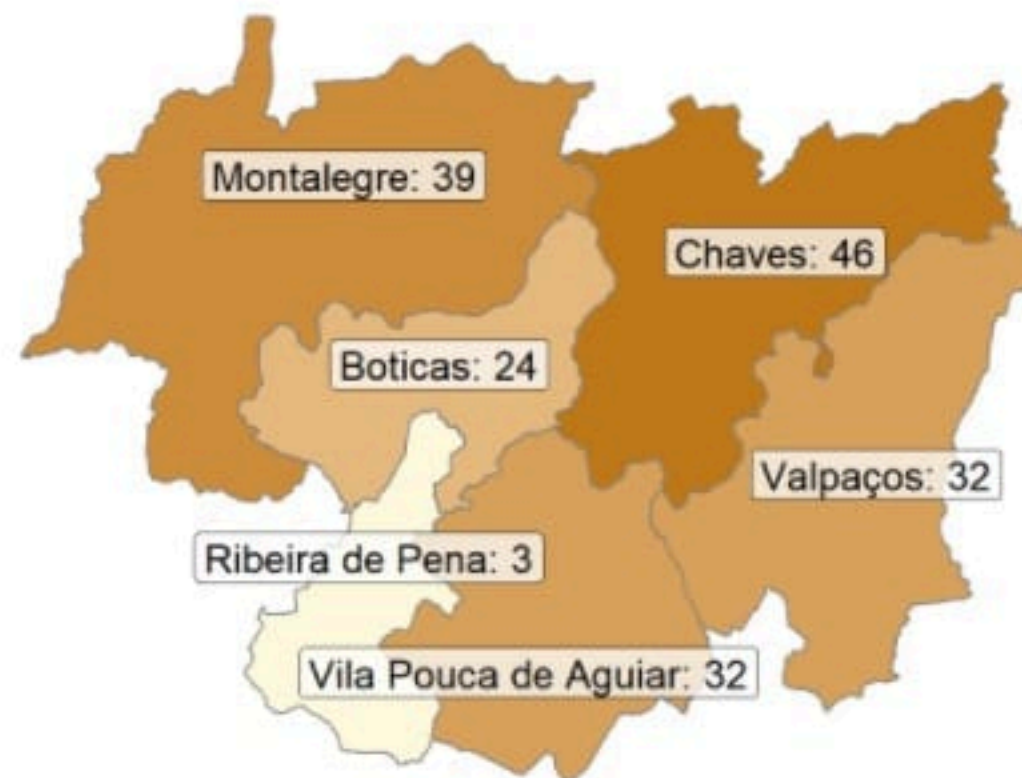 Montalegre: 39
Chaves: 46
Boticas: 24
Valpaços: 32
Ribeira de Pena: 3
Vila Pouca de Aguiar: 32